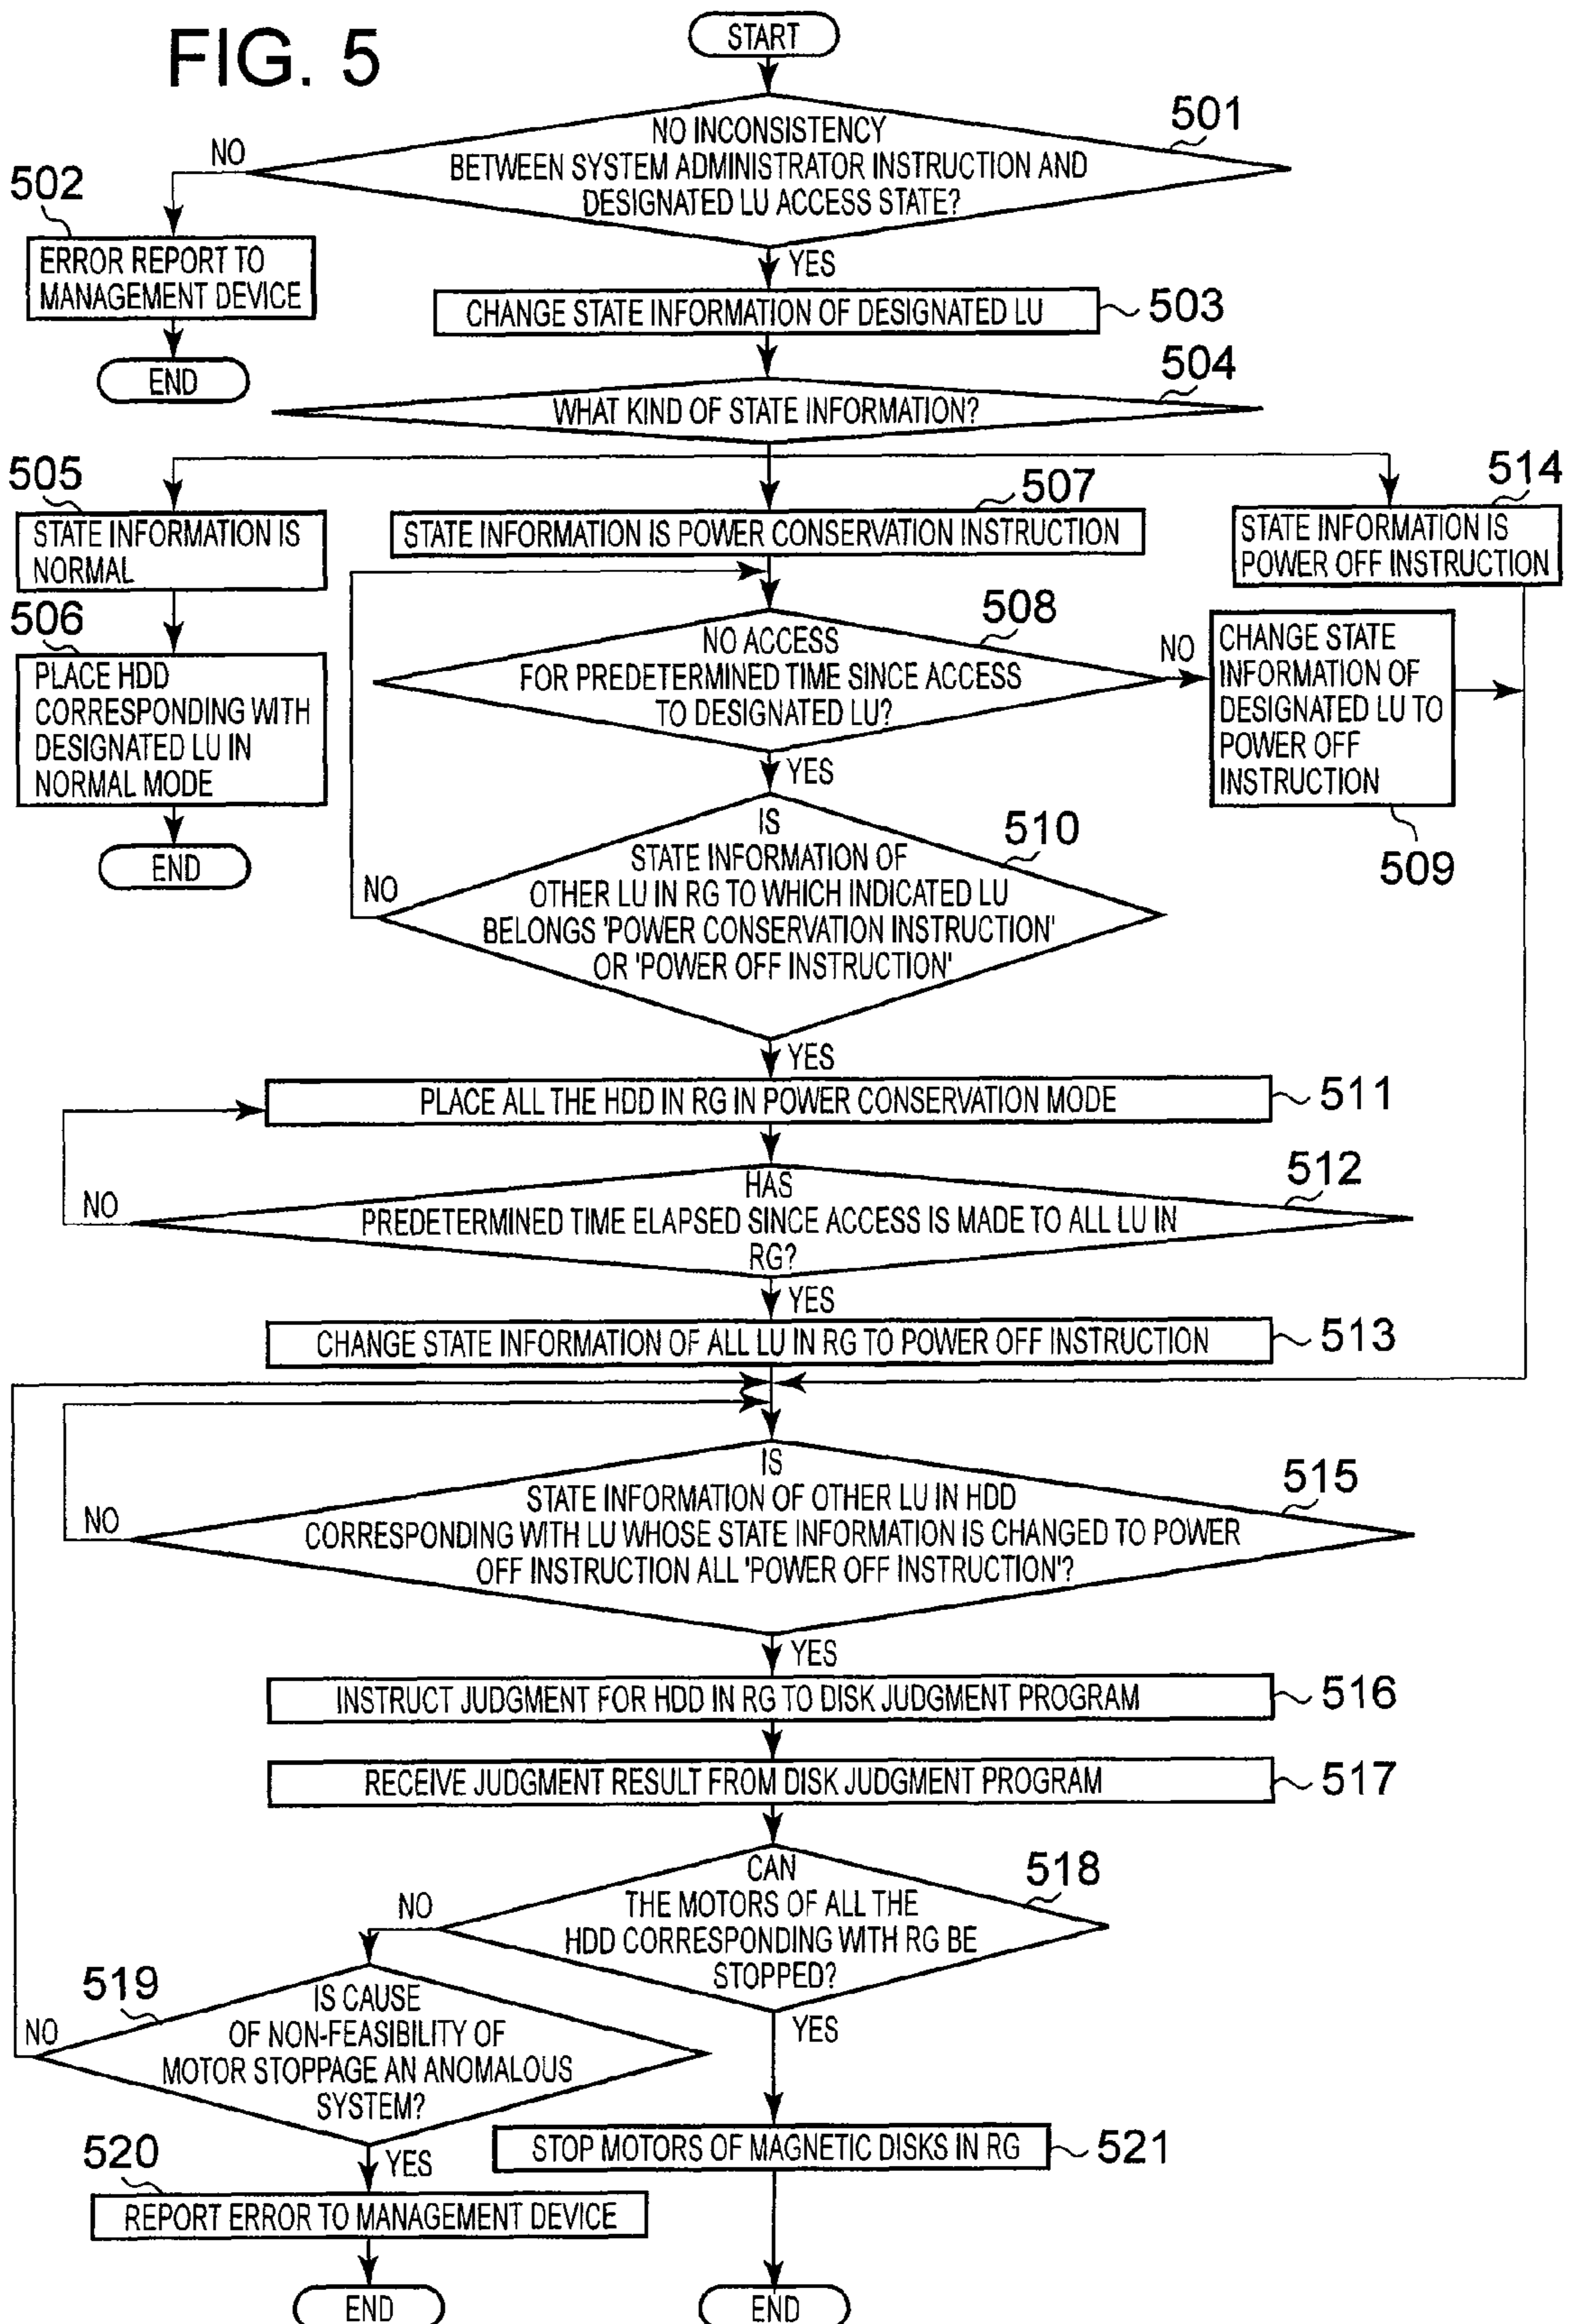 FIG. 5
START
501
NO INCONSISTENCY
BETWEEN SYSTEM ADMINISTRATOR INSTRUCTION AND
DESIGNATED LU ACCESS STATE?
NO
502
ERROR REPORT TO
MANAGEMENT DEVICE
END
YES
CHANGE STATE INFORMATION OF DESIGNATED LU
503
504
WHAT KIND OF STATE INFORMATION?
505
STATE INFORMATION IS
NORMAL
506
PLACE HDD
CORRESPONDING WITH
DESIGNATED LU IN
NORMAL MODE
END
507
STATE INFORMATION IS POWER CONSERVATION INSTRUCTION
514
STATE INFORMATION IS
POWER OFF INSTRUCTION
508
NO ACCESS
FOR PREDETERMINED TIME SINCE ACCESS
TO DESIGNATED LU?
NO
CHANGE STATE
INFORMATION OF
DESIGNATED LU TO
POWER OFF
INSTRUCTION
509
YES
510
IS
STATE INFORMATION OF
OTHER LU IN RG TO WHICH INDICATED LU
BELONGS 'POWER CONSERVATION INSTRUCTION'
OR 'POWER OFF INSTRUCTION'
NO
YES
PLACE ALL THE HDD IN RG IN POWER CONSERVATION MODE
511
512
HAS
PREDETERMINED TIME ELAPSED SINCE ACCESS IS MADE TO ALL LU IN
RG?
NO
YES
CHANGE STATE INFORMATION OF ALL LU IN RG TO POWER OFF INSTRUCTION
513
515
IS
STATE INFORMATION OF OTHER LU IN HDD
CORRESPONDING WITH LU WHOSE STATE INFORMATION IS CHANGED TO POWER
OFF INSTRUCTION ALL 'POWER OFF INSTRUCTION'?
NO
YES
INSTRUCT JUDGMENT FOR HDD IN RG TO DISK JUDGMENT PROGRAM
516
RECEIVE JUDGMENT RESULT FROM DISK JUDGMENT PROGRAM
517
518
CAN
THE MOTORS OF ALL THE
HDD CORRESPONDING WITH RG BE
STOPPED?
NO
YES
519
IS CAUSE
OF NON-FEASIBILITY OF
MOTOR STOPPAGE AN ANOMALOUS
SYSTEM?
NO
YES
520
REPORT ERROR TO MANAGEMENT DEVICE
END
STOP MOTORS OF MAGNETIC DISKS IN RG
521
END